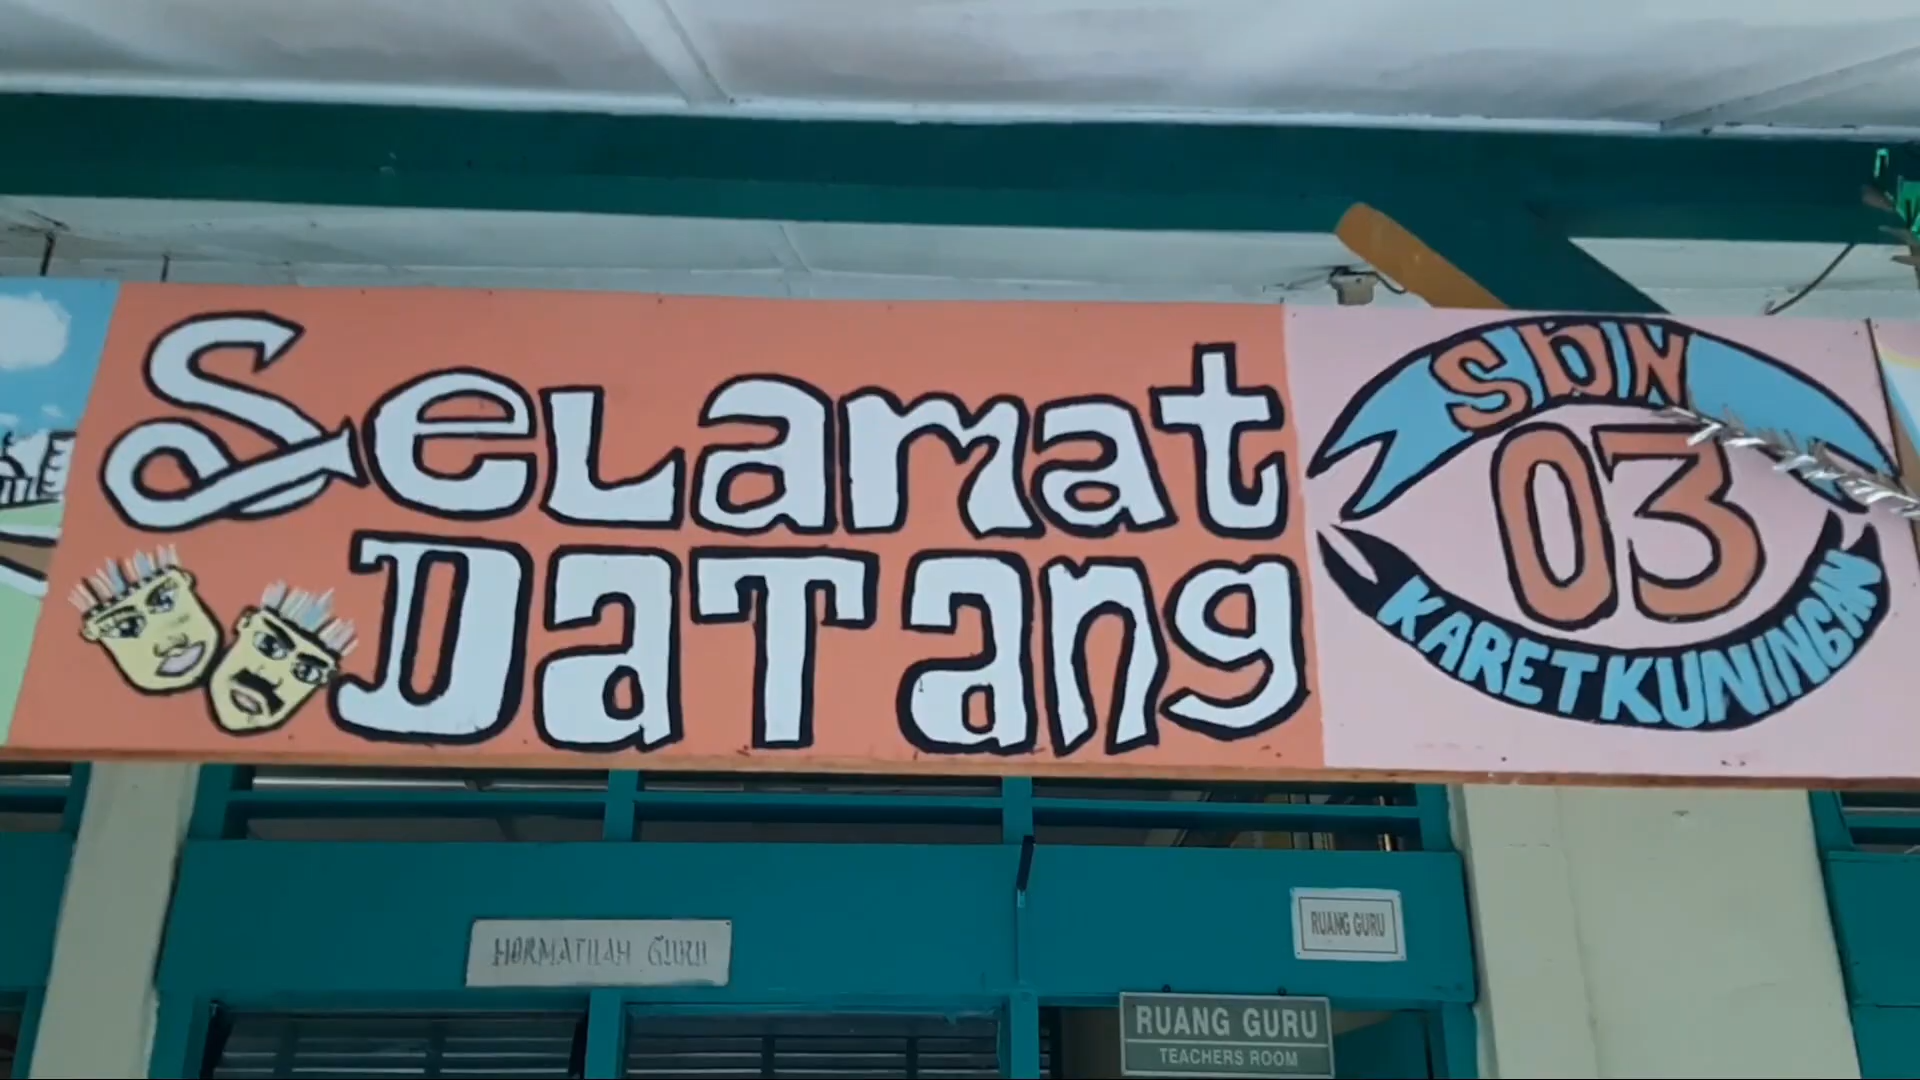 SELAMAT
DATANG
SDN
03
KARET KUNINGAN
HORMATILAH GURU
RUANG GURU
RUANG GURU
TEACHERS ROOM